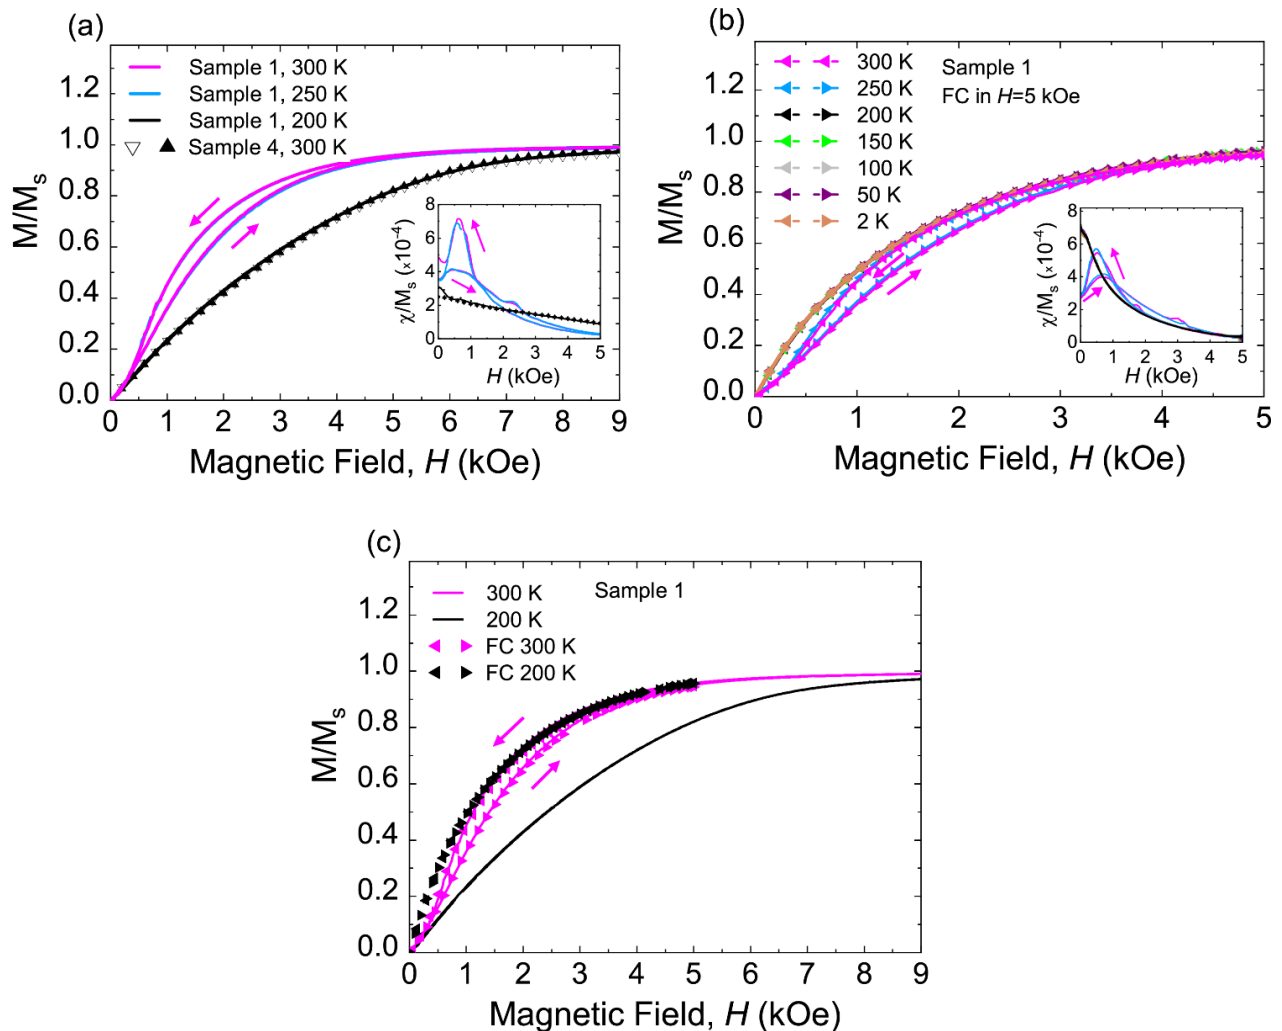 (a)
M/Mₛ
1.2
1.0
0.8
0.6
0.4
0.2
0.0
Sample 1, 300 K
Sample 1, 250 K
Sample 1, 200 K
Sample 4, 300 K
χ/Mₛ (×10⁻⁴)
8
6
4
2
0
0 1 2 3 4 5
H (kOe)
0 1 2 3 4 5 6 7 8 9
Magnetic Field, H (kOe)
(b)
M/Mₛ
1.2
1.0
0.8
0.6
0.4
0.2
0.0
300 K
250 K
200 K
150 K
100 K
50 K
2 K
Sample 1
FC in H=5 kOe
χ/Mₛ (×10⁻⁴)
8
6
4
2
0
0 1 2 3 4 5
H (kOe)
0 1 2 3 4 5
Magnetic Field, H (kOe)
(c)
M/Mₛ
1.2
1.0
0.8
0.6
0.4
0.2
0.0
300 K
200 K
FC 300 K
FC 200 K
Sample 1
0 1 2 3 4 5 6 7 8 9
Magnetic Field, H (kOe)